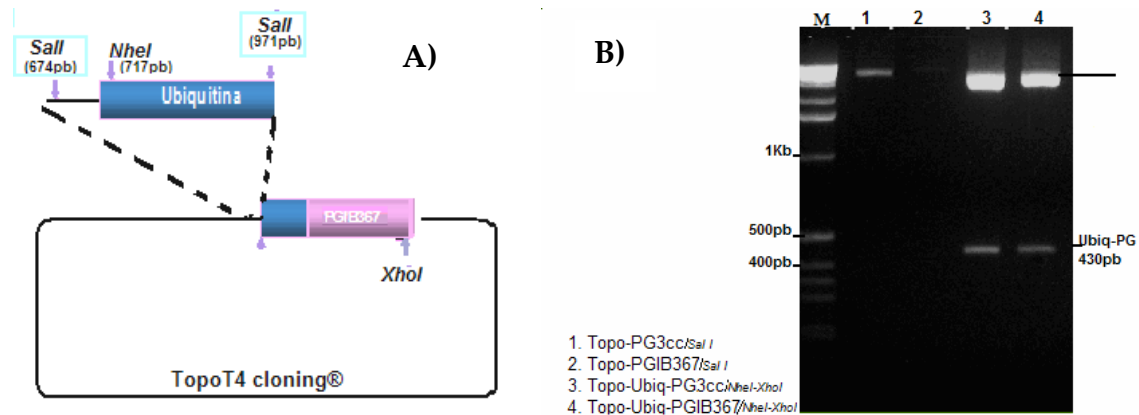 A)
SalI
(674pb)
NheI
(717pb)
SalI
(971pb)
Ubiquitina
PGIB367
XhoI
TopoT4 cloning®
B)
M 1 2 3 4
1Kb
500pb
400pb
Ubiq-PG
430pb
1. Topo-PG3cc/Sal I
2. Topo-PGIB367/Sal I
3. Topo-Ubiq-PG3cc/NheI-XhoI
4. Topo-Ubiq-PGIB367/NheI-XhoI